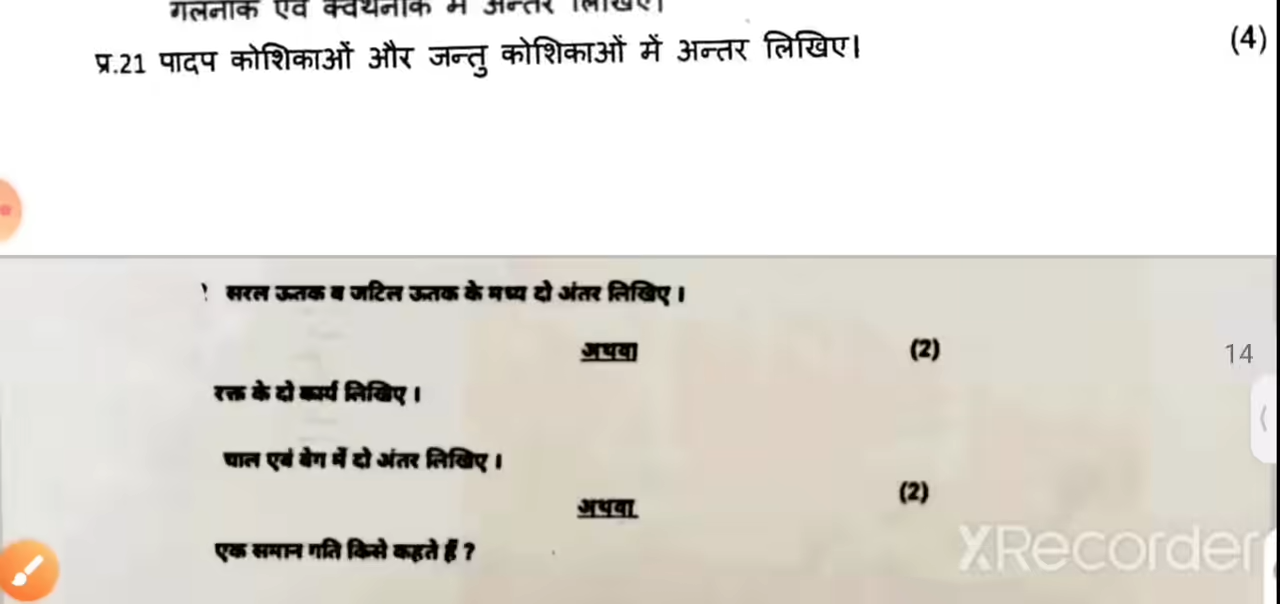 गलनांक एवं क्वथनांक में अन्तर लिखिए।
प्र.21 पादप कोशिकाओं और जन्तु कोशिकाओं में अन्तर लिखिए। (4)
सरल ऊतक व जटिल ऊतक के मध्य दो अंतर लिखिए।
अथवा (2)
14
रक्त के दो कार्य लिखिए।
चाल एवं वेग में दो अंतर लिखिए।
अथवा (2)
एक समान गति किसे कहते हैं ?
XRecorder